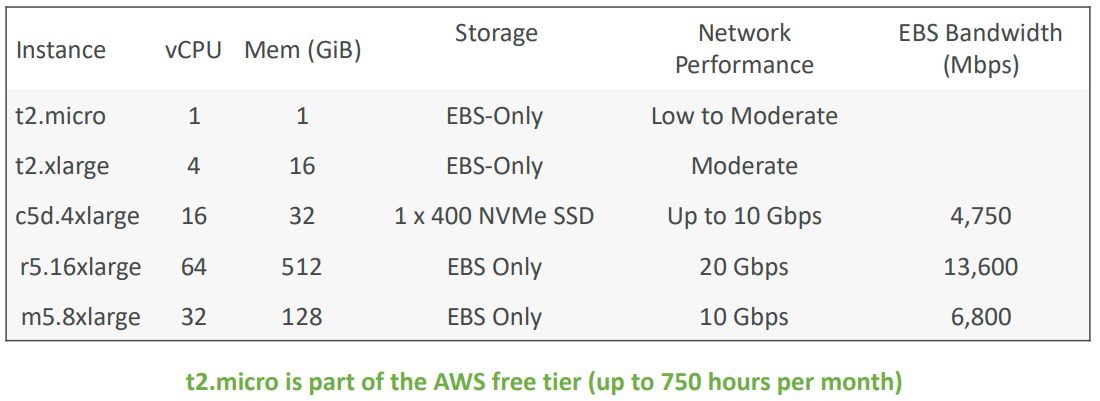 Instance vCPU Mem (GiB) Storage Network Performance EBS Bandwidth (Mbps)
t2.micro 1 1 EBS-Only Low to Moderate
t2.xlarge 4 16 EBS-Only Moderate
c5d.4xlarge 16 32 1 x 400 NVMe SSD Up to 10 Gbps 4,750
r5.16xlarge 64 512 EBS Only 20 Gbps 13,600
m5.8xlarge 32 128 EBS Only 10 Gbps 6,800
t2.micro is part of the AWS free tier (up to 750 hours per month)